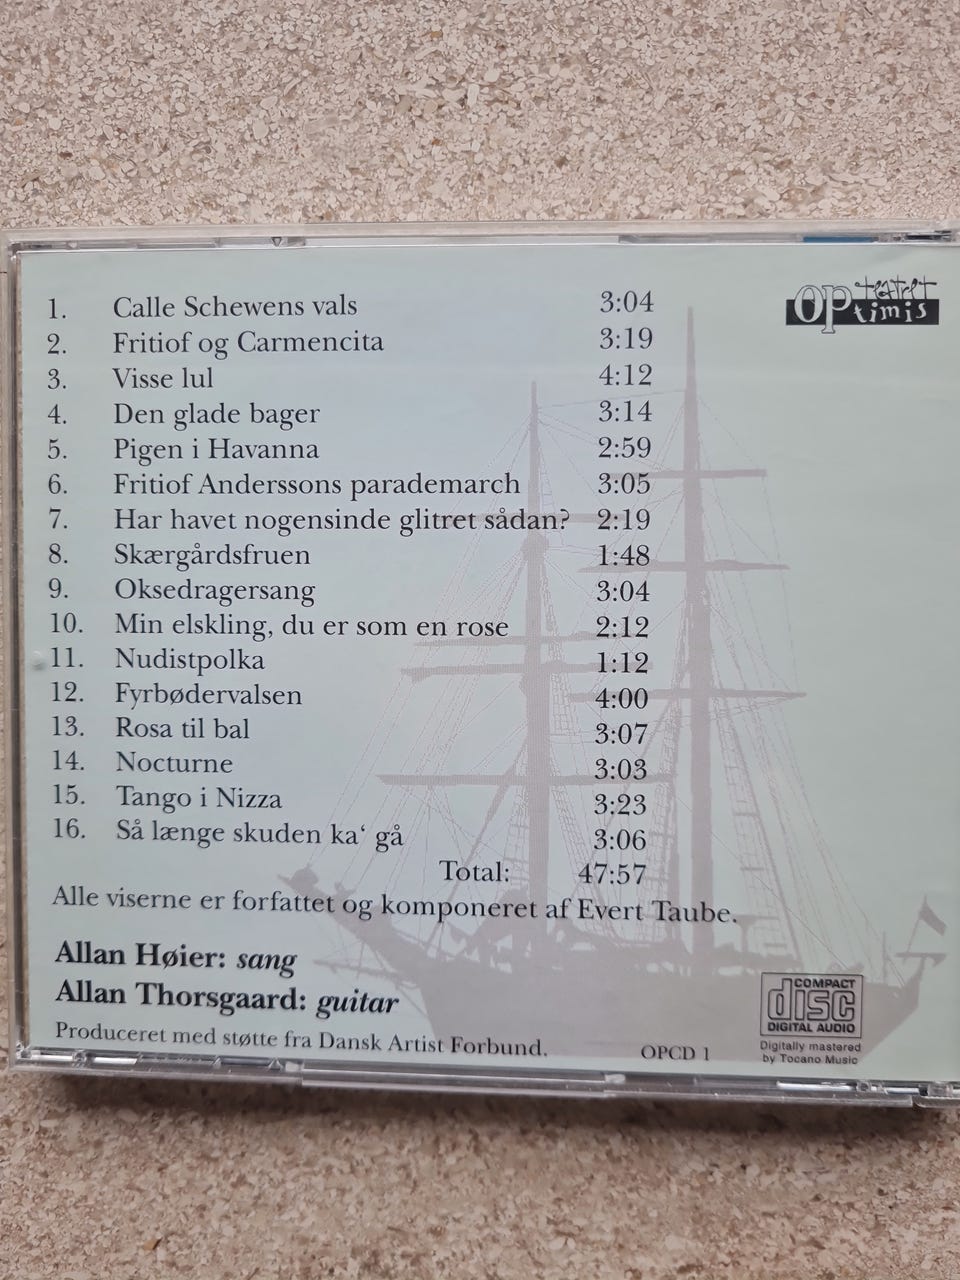 1. Calle Schewens vals 3:04
2. Fritiof og Carmencita 3:19
3. Visse lul 4:12
4. Den glade bager 3:14
5. Pigen i Havanna 2:59
6. Fritiof Anderssons parademarch 3:05
7. Har havet nogensinde glitret sådan? 2:19
8. Skærgårdsfruen 1:48
9. Oksedragersang 3:04
10. Min elskling, du er som en rose 2:12
11. Nudistpolka 1:12
12. Fyrbødervalsen 4:00
13. Rosa til bal 3:07
14. Nocturne 3:03
15. Tango i Nizza 3:23
16. Så længe skuden ka‘ gå 3:06
Total: 47:57
Alle viserne er forfattet og komponeret af Evert Taube.
Allan Høier: sang
Allan Thorsgaard: guitar
Produceret med støtte fra Dansk Artist Forbund.
OPCD 1
teatret
OPtimis
COMPACT
disc
DIGITAL AUDIO
Digitally mastered
by Tocano Music